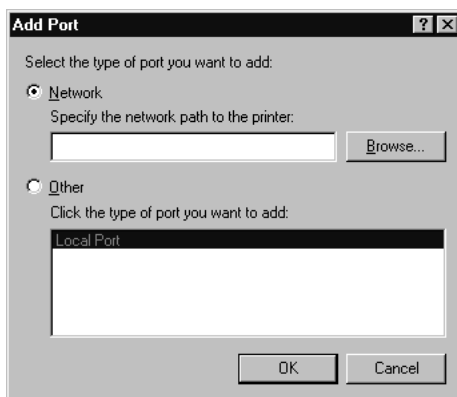 Add Port
Select the type of port you want to add:
Network
Specify the network path to the printer:
Browse...
Other
Click the type of port you want to add:
Local Port
OK
Cancel